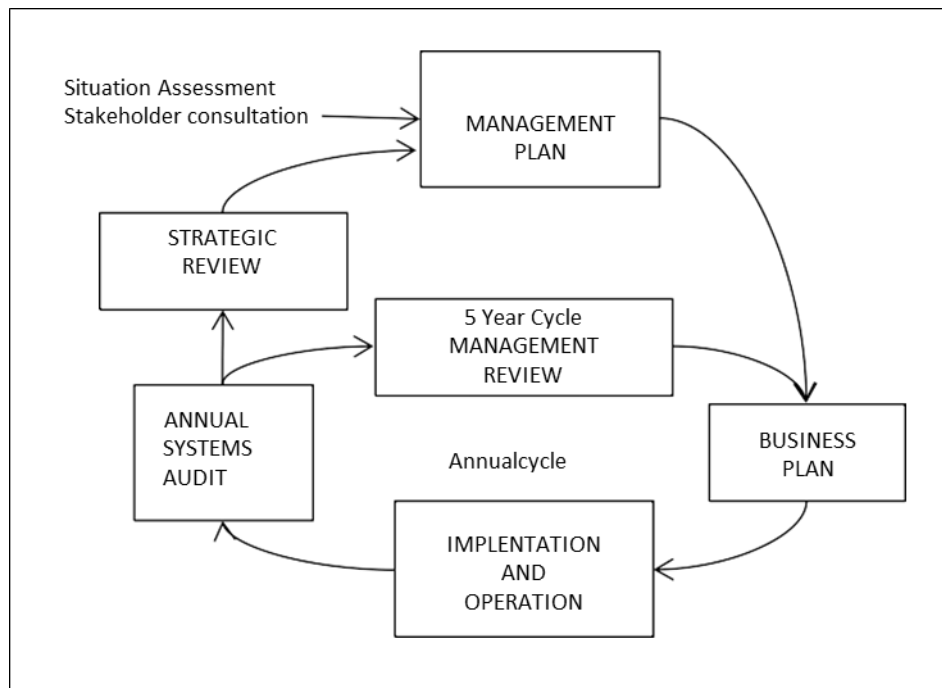 Situation Assessment
Stakeholder consultation
MANAGEMENT
PLAN
STRATEGIC
REVIEW
5 Year Cycle
MANAGEMENT
REVIEW
ANNUAL
SYSTEMS
AUDIT
Annualcycle
BUSINESS
PLAN
IMPLENTATION
AND
OPERATION